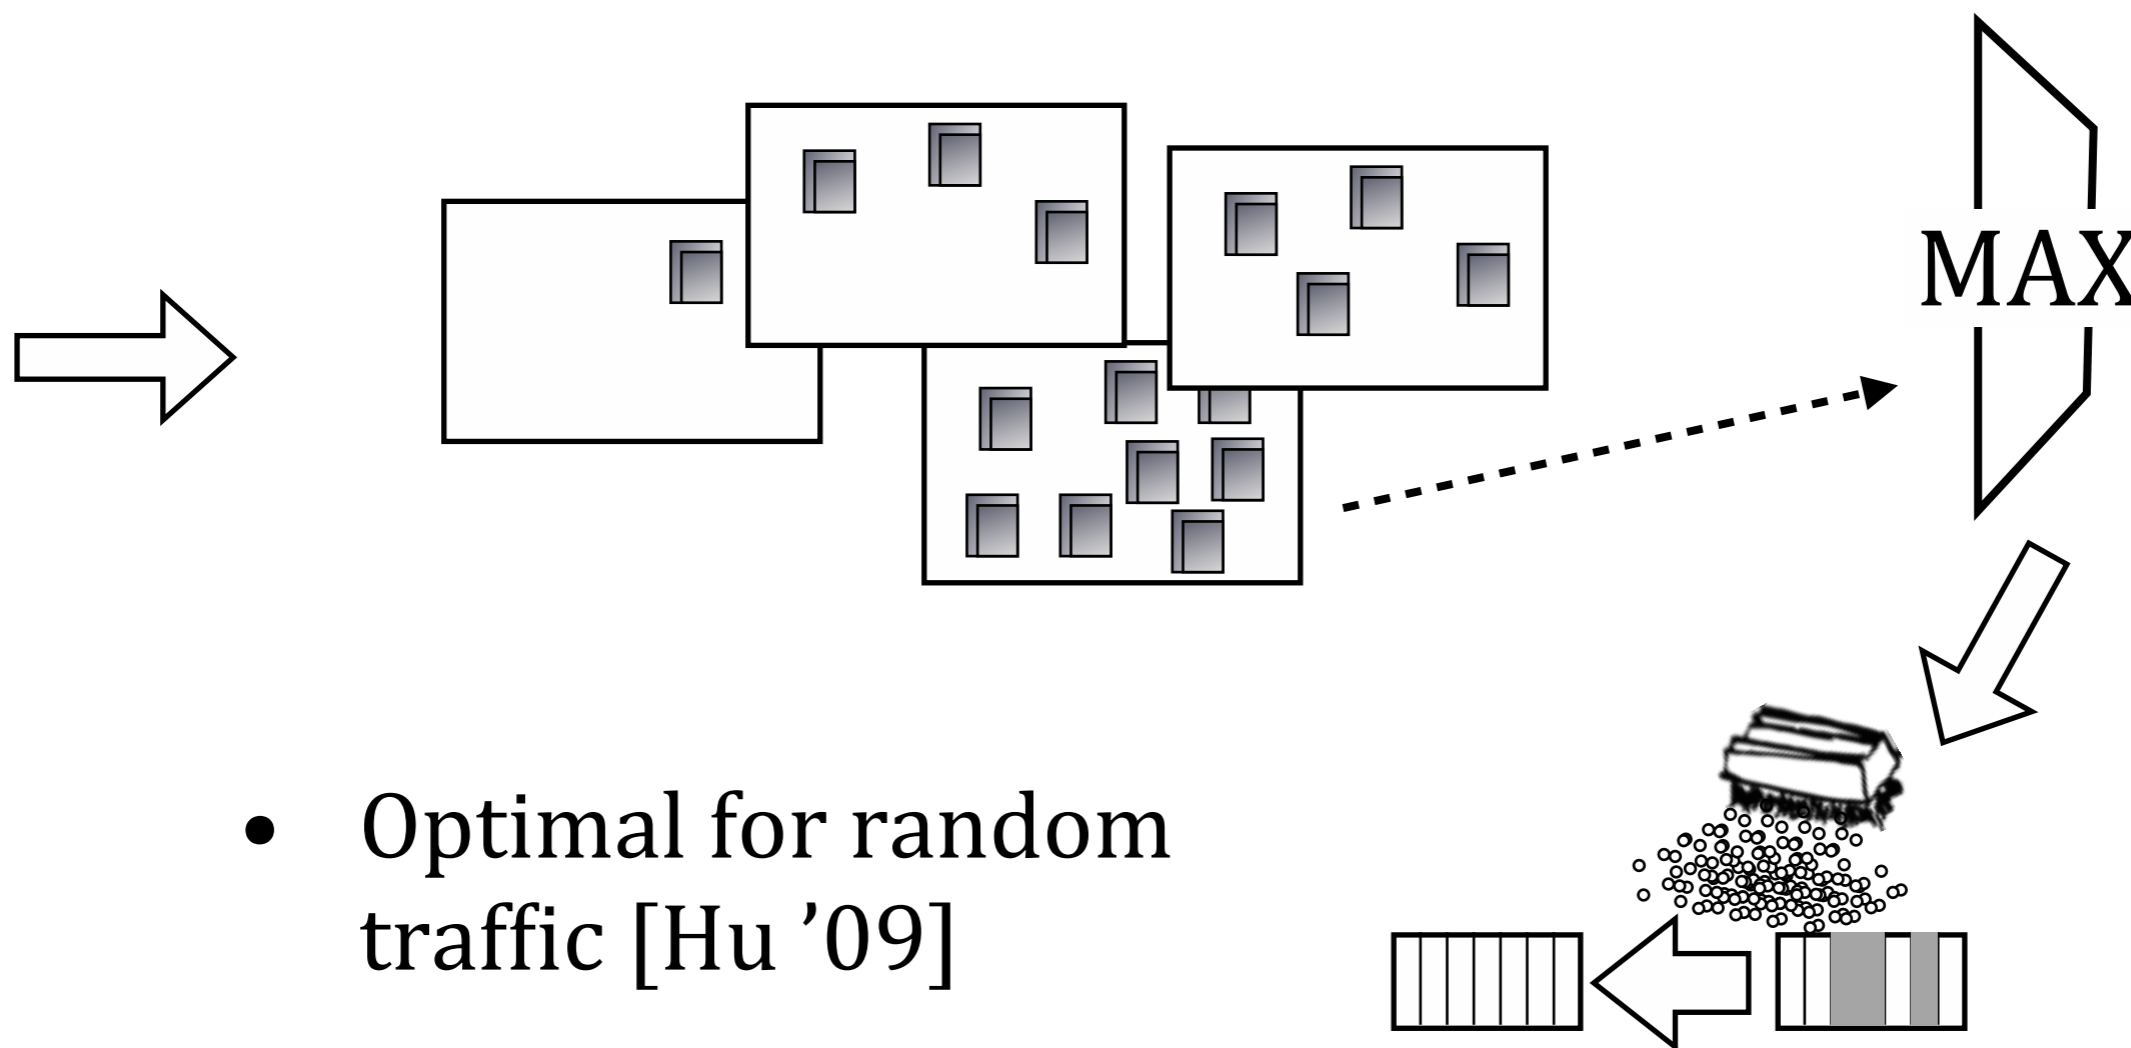 MAX
• Optimal for random
traffic [Hu ’09]